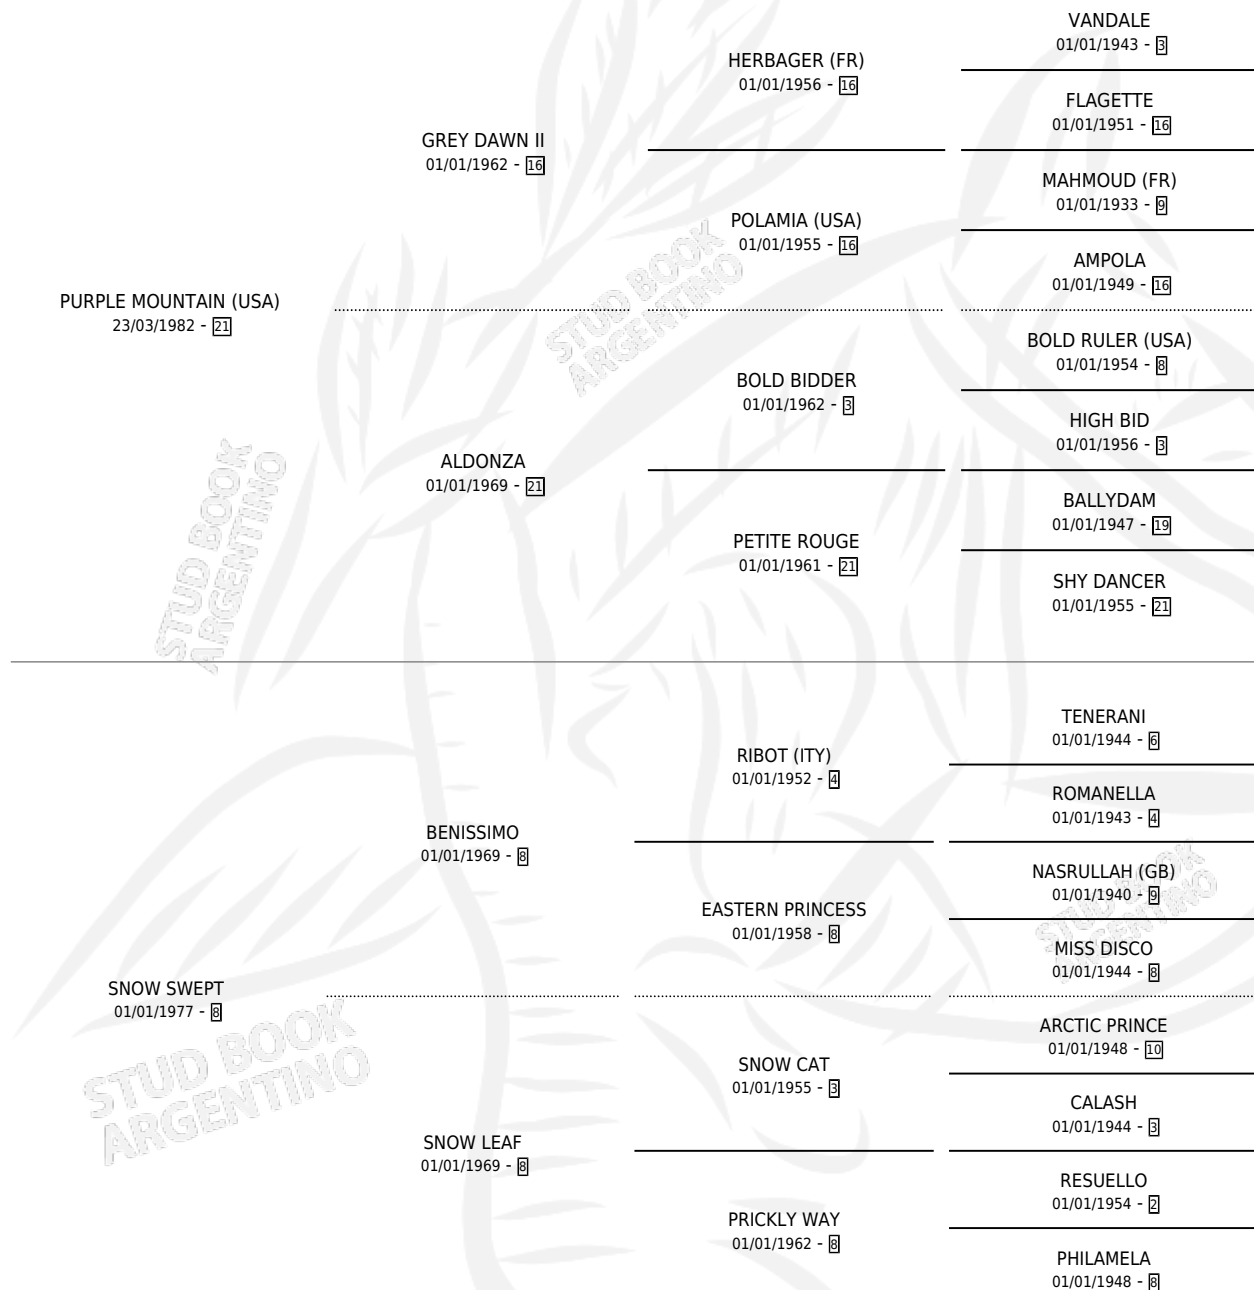 VANDALE
01/01/1943 - 3
HERBAGER (FR)
01/01/1956 - 16
FLAGETTE
01/01/1951 - 16
GREY DAWN II
01/01/1962 - 16
MAHMOUD (FR)
01/01/1933 - 9
POLAMIA (USA)
01/01/1955 - 16
AMPOLA
01/01/1949 - 16
PURPLE MOUNTAIN (USA)
23/03/1982 - 21
STUD BOOK
ARGENTINO
BOLD RULER (USA)
01/01/1954 - 8
BOLD BIDDER
01/01/1962 - 3
HIGH BID
01/01/1956 - 3
ALDONZA
01/01/1969 - 21
BALLYDAM
01/01/1947 - 19
PETITE ROUGE
01/01/1961 - 21
SHY DANCER
01/01/1955 - 21
STUD BOOK
ARGENTINO
TENERANI
01/01/1944 - 6
RIBOT (ITY)
01/01/1952 - 4
ROMANELLA
01/01/1943 - 4
BENISSIMO
01/01/1969 - 8
NASRULLAH (GB)
01/01/1940 - 9
EASTERN PRINCESS
01/01/1958 - 8
STUD BOOK
ARGENTINO
MISS DISCO
01/01/1944 - 8
SNOW SWEPT
01/01/1977 - 8
ARCTIC PRINCE
01/01/1948 - 10
SNOW CAT
01/01/1955 - 3
CALASH
01/01/1944 - 3
STUD BOOK
ARGENTINO
SNOW LEAF
01/01/1969 - 8
RESUELLO
01/01/1954 - 2
PRICKLY WAY
01/01/1962 - 8
PHILAMELA
01/01/1948 - 8